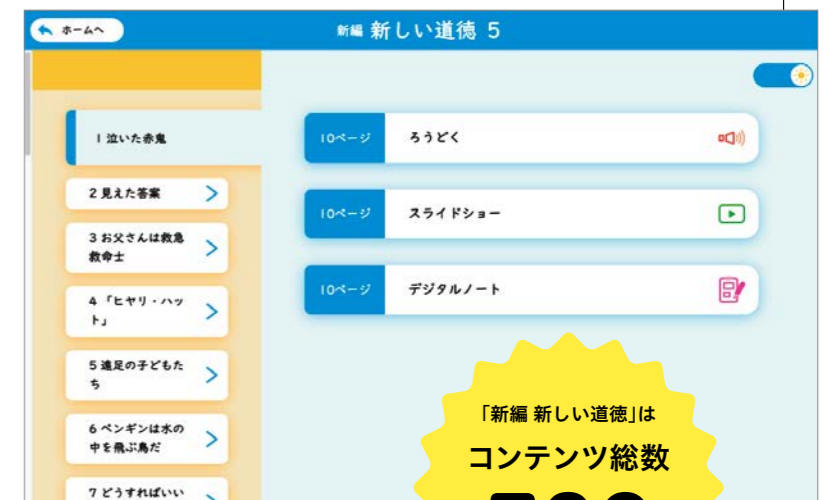 ホームへ
新編 新しい道徳 5
1 泣いた赤鬼
2 見えた答案
3 お父さんは救急
救命士
4 「ヒヤリ・ハッ
ト」
5 遠足の子どもた
ち
6 ペンギンは水の
中を飛ぶ鳥だ
7 どうすればいい
10ページ ろうどく
10ページ スライドショー
10ページ デジタルノート
「新編 新しい道徳」は
コンテンツ総数